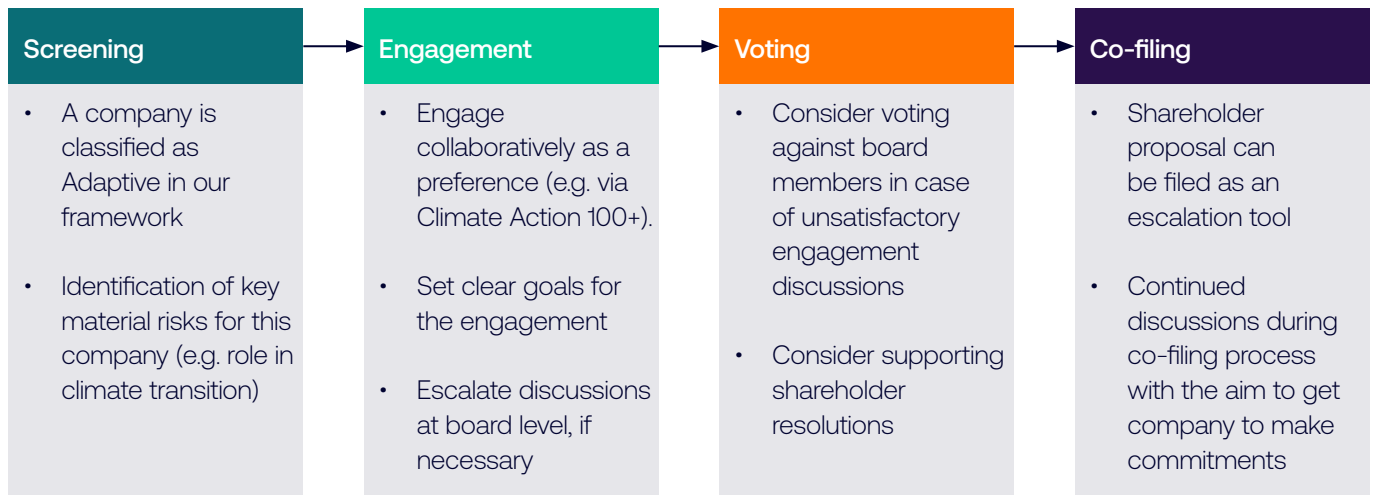 Screening
• A company is
classified as
Adaptive in our
framework
• Identification of key
material risks for this
company (e.g. role in
climate transition)
Engagement
• Engage
collaboratively as a
preference (e.g. via
Climate Action 100+).
• Set clear goals for
the engagement
• Escalate discussions
at board level, if
necessary
Voting
• Consider voting
against board
members in case
of unsatisfactory
engagement
discussions
• Consider supporting
shareholder
resolutions
Co-filing
• Shareholder
proposal can
be filed as an
escalation tool
• Continued
discussions during
co-filing process
with the aim to get
company to make
commitments